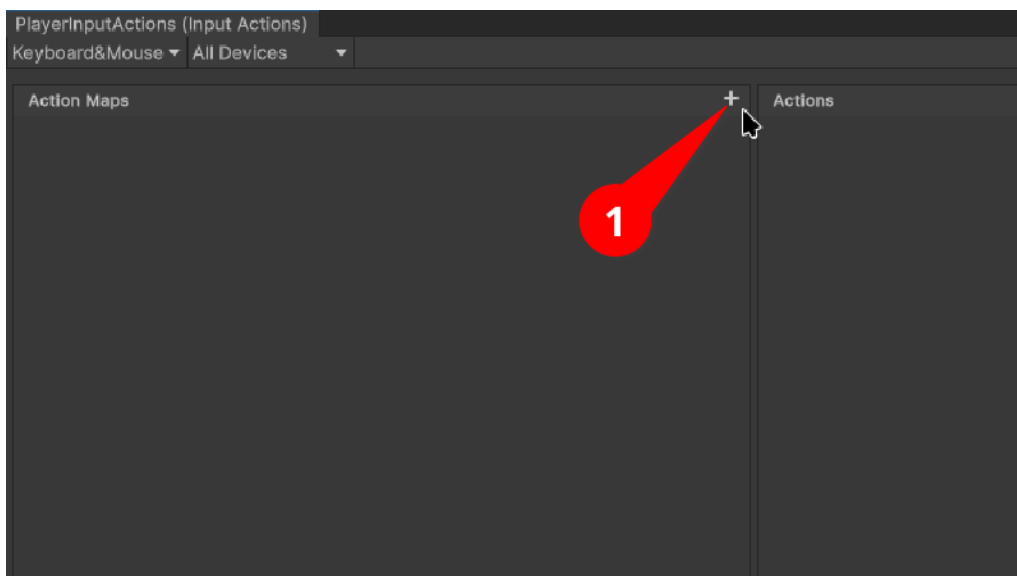 PlayerInputActions (Input Actions)
Keyboard&Mouse All Devices
Action Maps + Actions
1